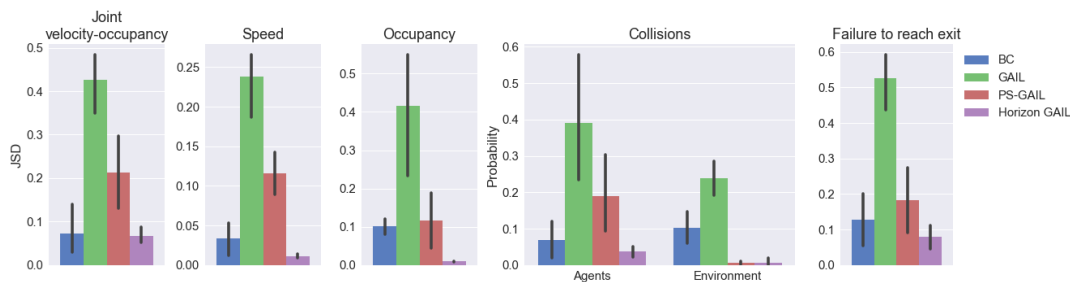 Joint
velocity-occupancy
Speed
Occupancy
Collisions
Failure to reach exit
JSD
0.5
0.4
0.3
0.2
0.1
0.0
0.25
0.20
0.15
0.10
0.05
0.00
0.5
0.4
0.3
0.2
0.1
0.0
Probability
0.6
0.5
0.4
0.3
0.2
0.1
0.0
Agents
Environment
0.6
0.5
0.4
0.3
0.2
0.1
0.0
BC
GAIL
PS-GAIL
Horizon GAIL